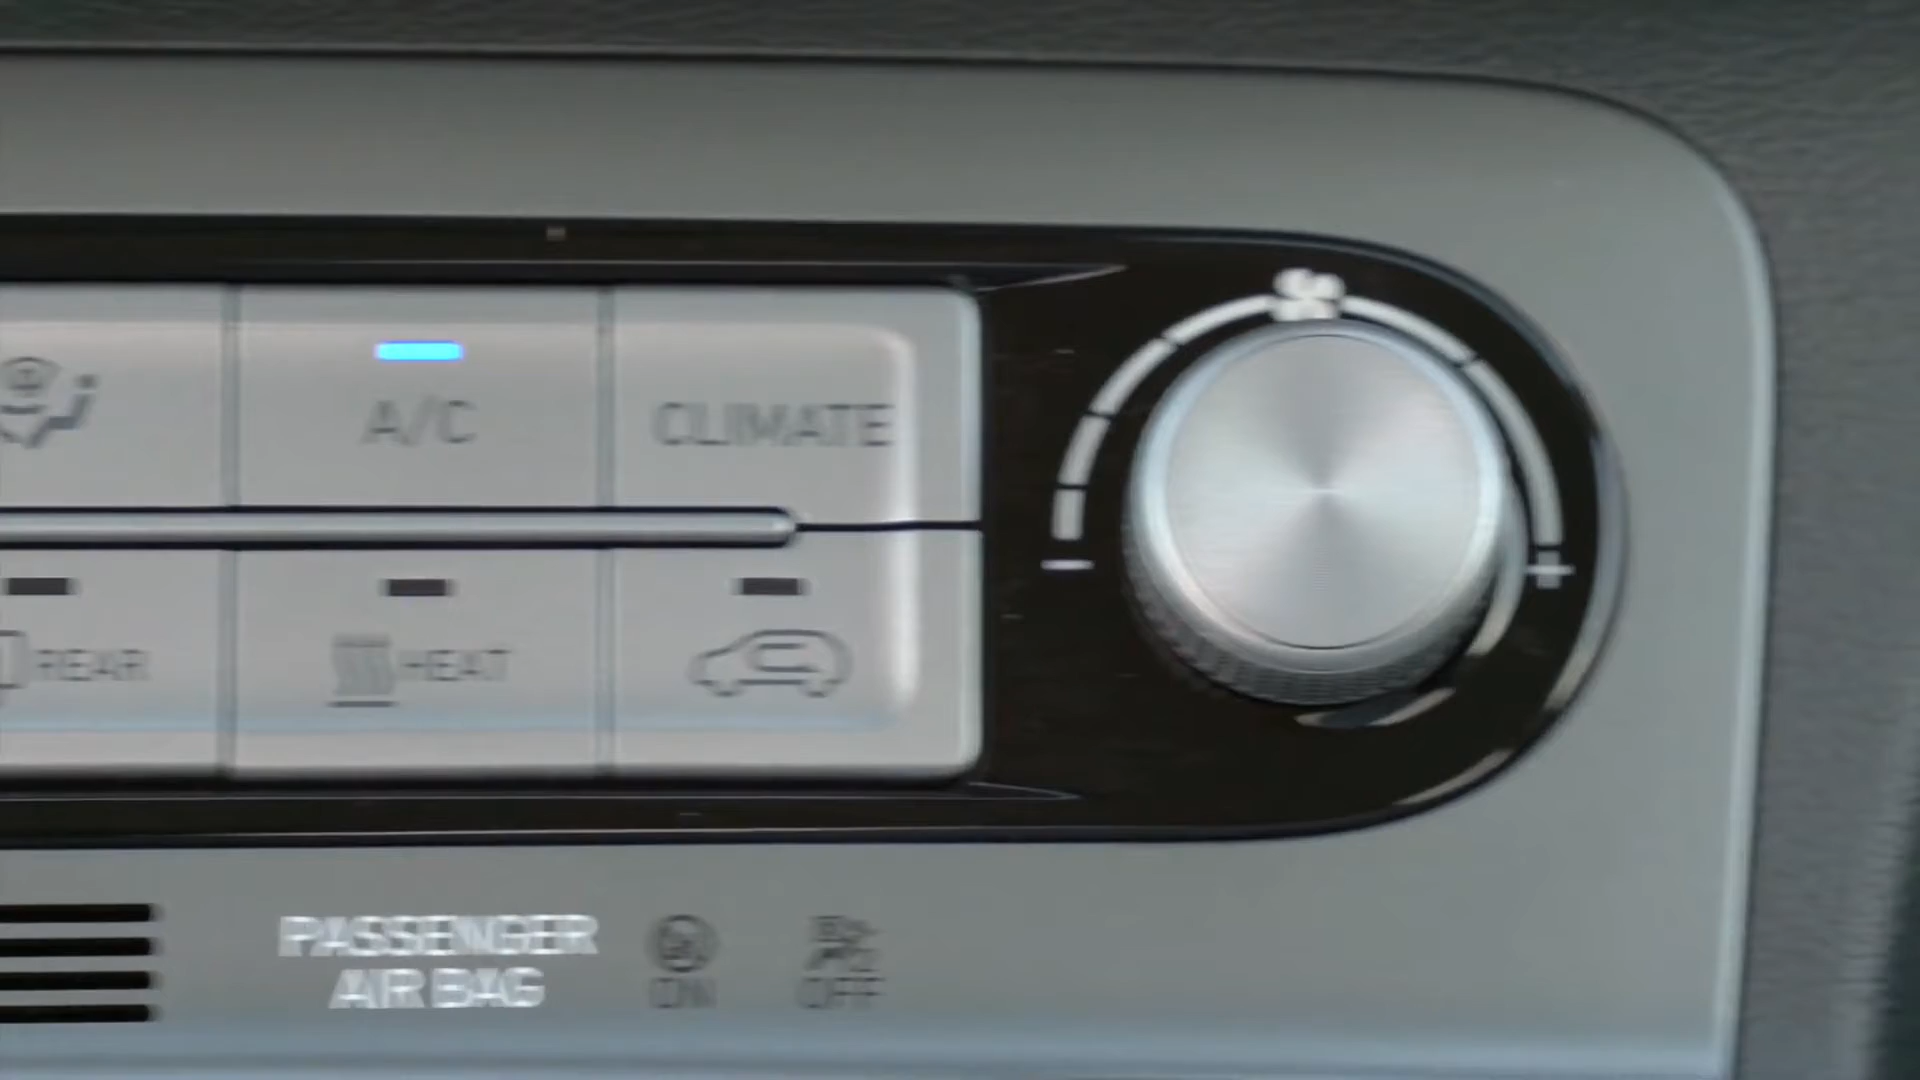 A/C CLIMATE
REAR HEAT
PASSENGER
AIR BAG
ON OFF